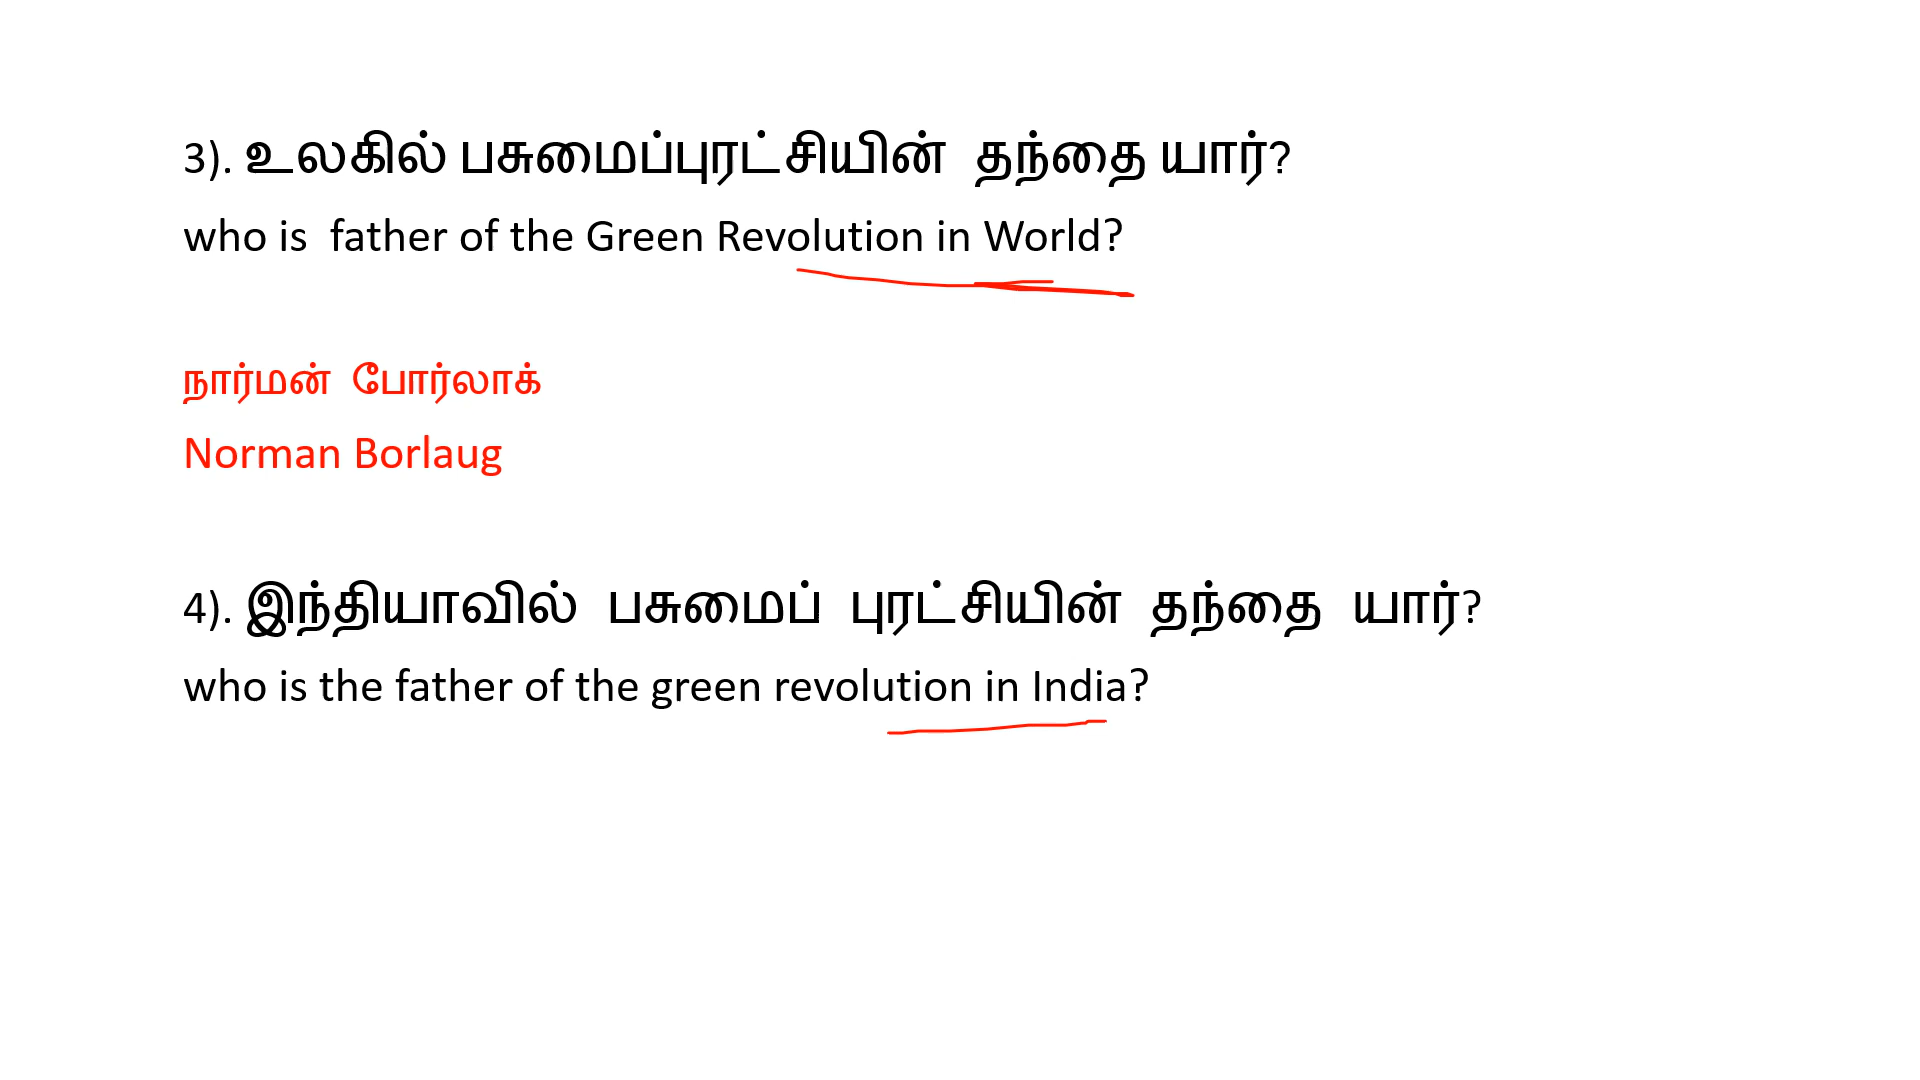 3). உலகில் பசுமைப்புரட்சியின் தந்தை யார்?
who is father of the Green Revolution in World?
நார்மன் போர்லாக்
Norman Borlaug
4). இந்தியாவில் பசுமைப் புரட்சியின் தந்தை யார்?
who is the father of the green revolution in India?